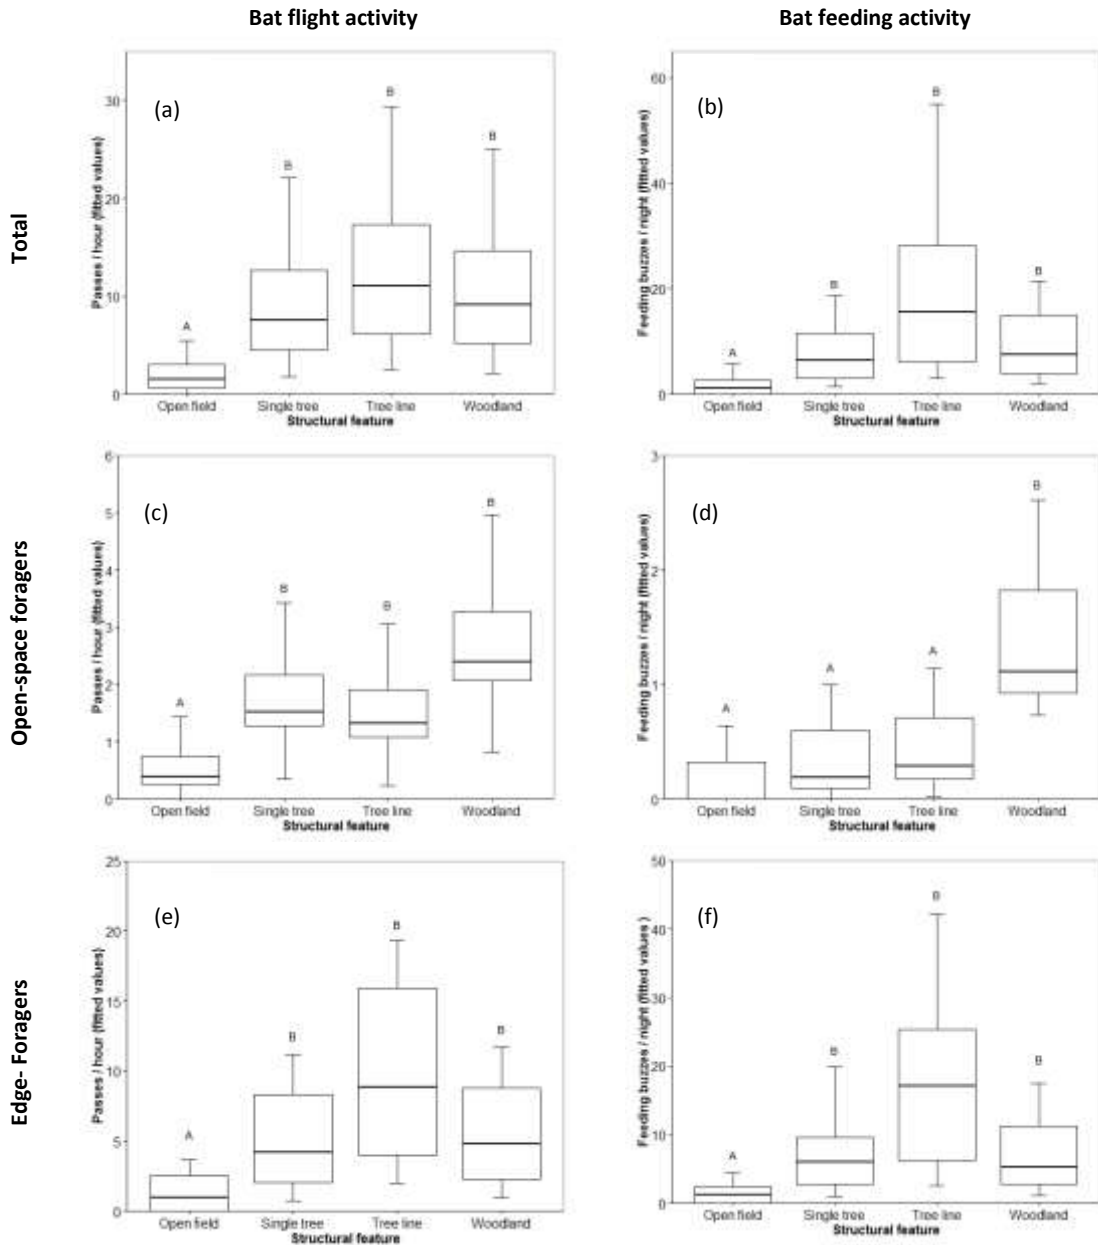 Bat flight activity
Bat feeding activity
Total
(a)
Passes / hour (fitted values)
30
20
10
0
A
B
B
B
Open field Single tree Tree line Woodland
Structural feature
(b)
Feeding buzzes / night (fitted values)
60
40
20
0
A
B
B
B
Open field Single tree Tree line Woodland
Structural feature
Open-space foragers
(c)
Passes / hour (fitted values)
6
5
4
3
2
1
0
A
B
B
B
Open field Single tree Tree line Woodland
Structural feature
(d)
Feeding buzzes / night (fitted values)
3
2
1
0
A
A
A
B
Open field Single tree Tree line Woodland
Structural feature
Edge- Foragers
(e)
Passes / hour (fitted values)
25
20
15
10
5
0
A
B
B
B
Open field Single tree Tree line Woodland
Structural feature
(f)
Feeding buzzes / night (fitted values )
50
40
30
20
10
0
A
B
B
B
Open field Single tree Tree line Woodland
Structural feature